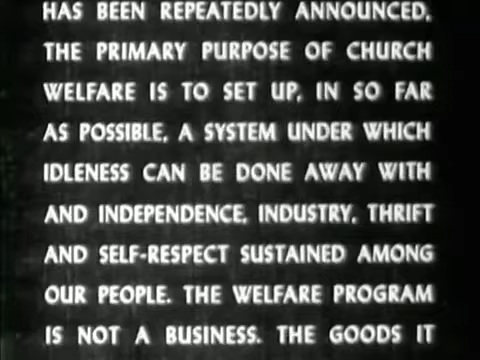 HAS BEEN REPEATEDLY ANNOUNCED,
THE PRIMARY PURPOSE OF CHURCH
WELFARE IS TO SET UP, IN SO FAR
AS POSSIBLE, A SYSTEM UNDER WHICH
IDLENESS CAN BE DONE AWAY WITH
AND INDEPENDENCE, INDUSTRY, THRIFT
AND SELF-RESPECT SUSTAINED AMONG
OUR PEOPLE. THE WELFARE PROGRAM
IS NOT A BUSINESS. THE GOODS IT